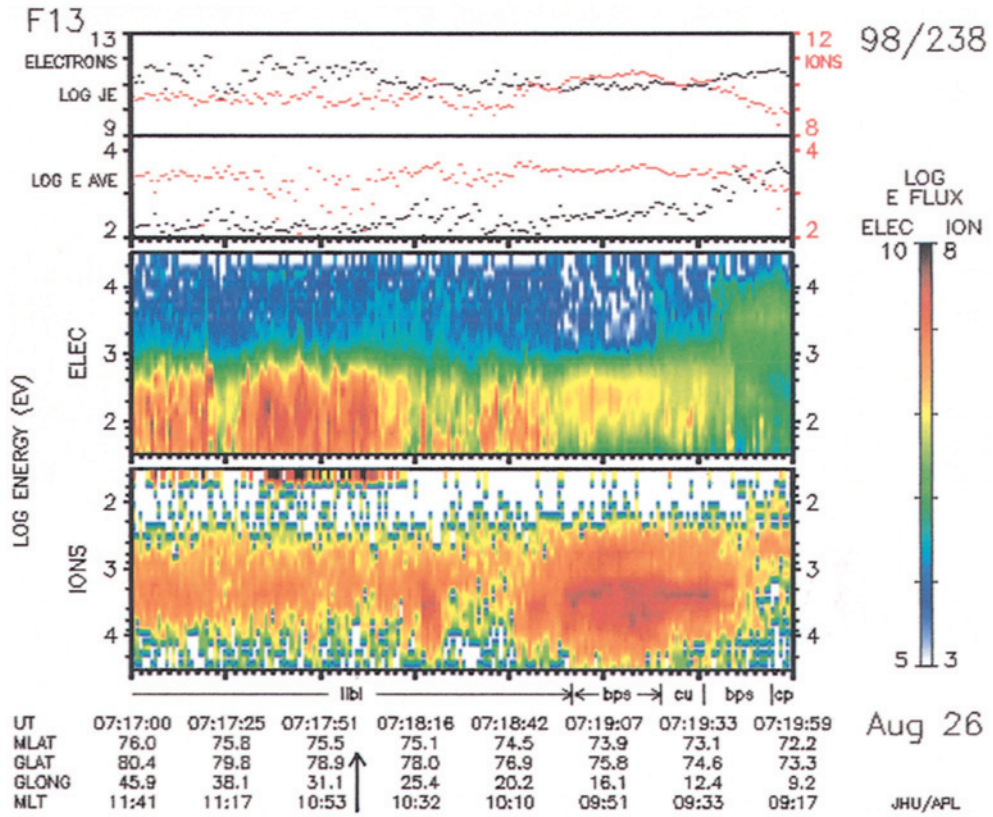 F13
98/238
13
12
ELECTRONS
IONS
LOG JE
9
8
4
4
LOG E AVE
2
2
LOG
E FLUX
ELEC ION
10 8
5 3
LOG ENERGY (EV)
ELEC
4
4
3
3
2
2
IONS
2
2
3
3
4
4
llbl bps cu bps cp
UT 07:17:00 07:17:25 07:17:51 07:18:16 07:18:42 07:19:07 07:19:33 07:19:59
MLAT 76.0 75.8 75.5 75.1 74.5 73.9 73.1 72.2
GLAT 80.4 79.8 78.9 78.0 76.9 75.8 74.6 73.3
GLONG 45.9 38.1 31.1 25.4 20.2 16.1 12.4 9.2
MLT 11:41 11:17 10:53 10:32 10:10 09:51 09:33 09:17
Aug 26
JHU/APL